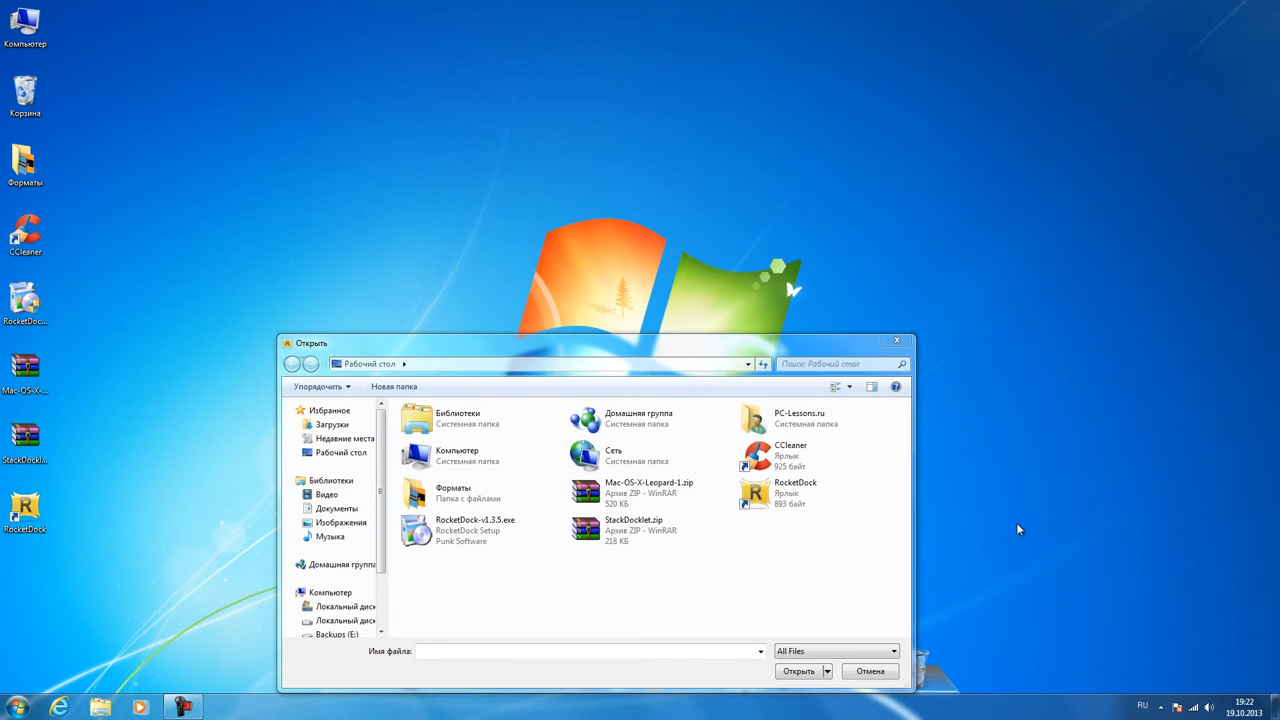 Компьютер
Корзина
Форматы
CCleaner
RocketDoc...
Mac-OS-X-...
StackDockl...
RocketDock
Открыть
Рабочий стол
Поиск: Рабочий стол
Упорядочить
Новая папка
Избранное
Загрузки
Недавние места
Рабочий стол
Библиотеки
Видео
Документы
Изображения
Музыка
Домашняя группа
Компьютер
Локальный диск
Локальный диск
Backups (E:)
Библиотеки
Системная папка
Домашняя группа
Системная папка
PC-Lessons.ru
Системная папка
Компьютер
Системная папка
Сеть
Системная папка
CCleaner
Ярлык
925 байт
Форматы
Папка с файлами
Mac-OS-X-Leopard-1.zip
Архив ZIP - WinRAR
520 КБ
RocketDock
Ярлык
893 байт
RocketDock-v1.3.5.exe
RocketDock Setup
Punk Software
StackDocklet.zip
Архив ZIP - WinRAR
218 КБ
Имя файла:
All Files
Открыть
Отмена
RU
19:22
19.10.2013